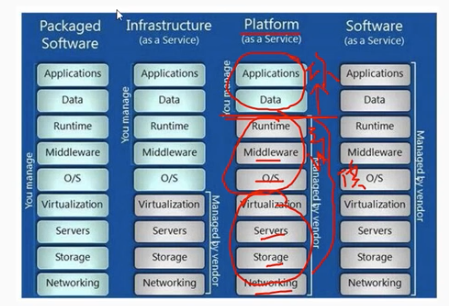 Packaged Software
Infrastructure (as a Service)
Platform (as a Service)
Software (as a Service)
You manage
Applications
Data
Runtime
Middleware
O/S
Virtualization
Servers
Storage
Networking
You manage
Applications
Data
Runtime
Middleware
O/S
Managed by vendor
Virtualization
Servers
Storage
Networking
You manage
Applications
Data
Managed by vendor
Runtime
Middleware
O/S
Virtualization
Servers
Storage
Networking
Managed by vendor
Applications
Data
Runtime
Middleware
O/S
Virtualization
Servers
Storage
Networking